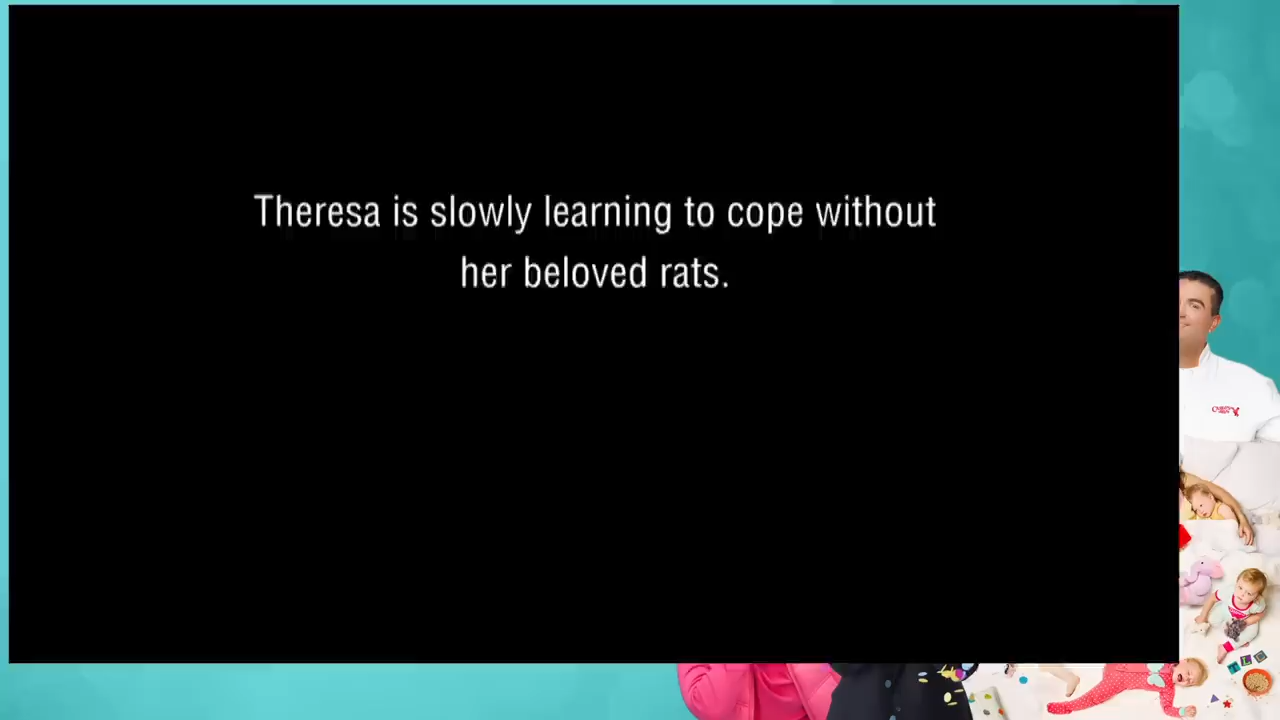 Theresa is slowly learning to cope without
her beloved rats.